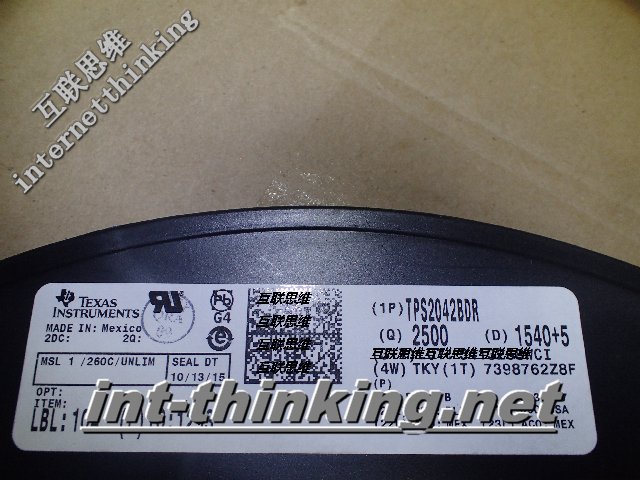 互联思维
internetthinking
TEXAS INSTRUMENTS
MADE IN: Mexico
2DC: 2Q:
Pb
G4
e
MSL 1 /260C/UNLIM
SEAL DT
10/13/15
OPT:
ITEM:
LBL:
互联思维
互联思维
互联思维
互联思维
(1P) TPS2042BDR
(Q) 2500 (D) 1540+5
互联思维互联思维互联思维
CI
(4W) TKY(1T) 7398762Z8F
(P)
int-thinking.net